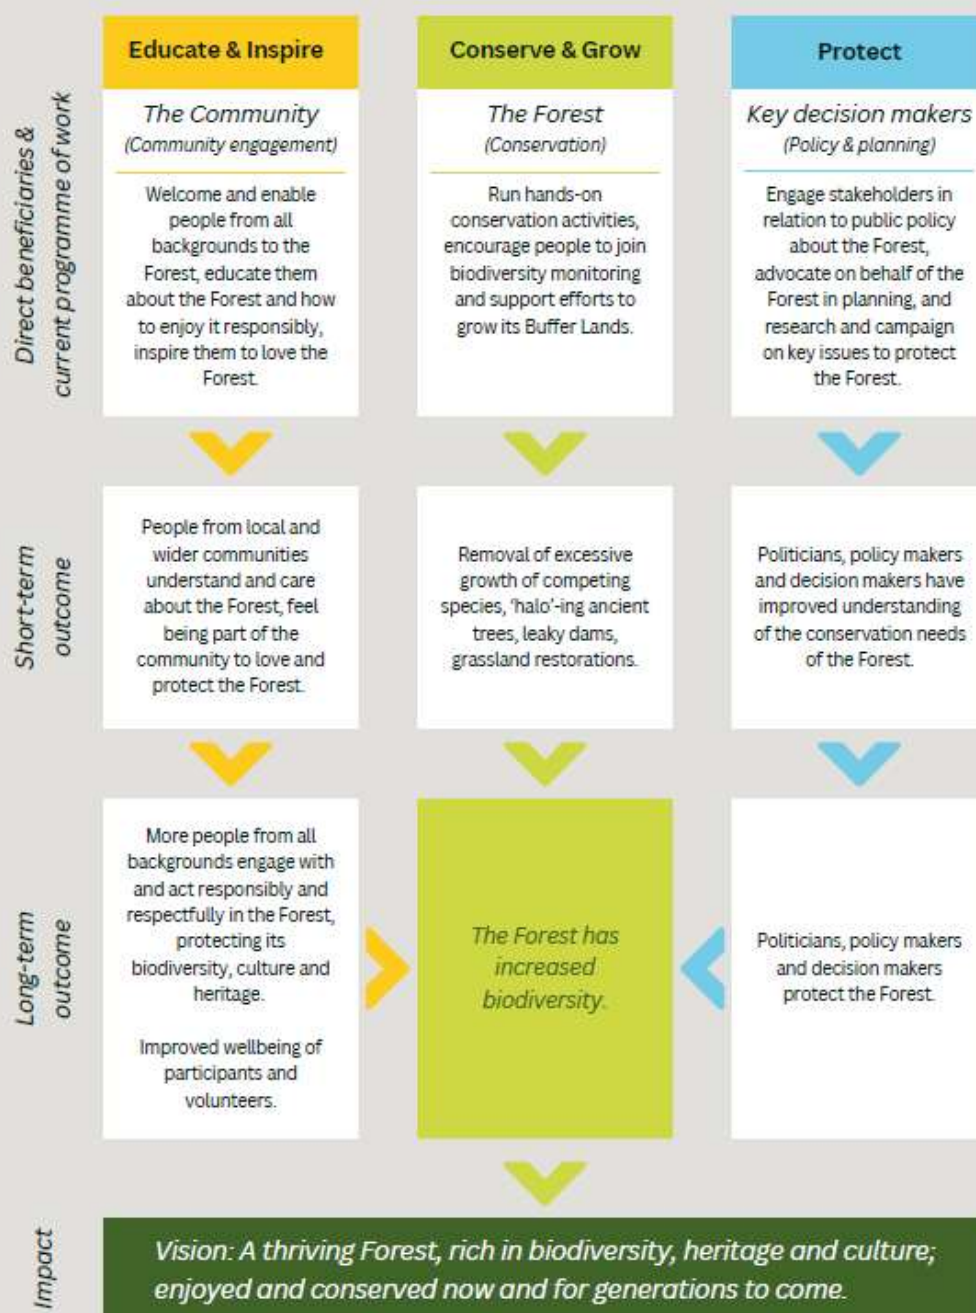 Educate & Inspire
Conserve & Grow
Protect
Direct beneficiaries &
current programme of work
The Community
(Community engagement)
Welcome and enable
people from all
backgrounds to the
Forest, educate them
about the Forest and how
to enjoy it responsibly,
inspire them to love the
Forest.
The Forest
(Conservation)
Run hands-on
conservation activities,
encourage people to join
biodiversity monitoring
and support efforts to
grow its Buffer Lands.
Key decision makers
(Policy & planning)
Engage stakeholders in
relation to public policy
about the Forest,
advocate on behalf of the
Forest in planning, and
research and campaign
on key issues to protect
the Forest.
Short-term
outcome
People from local and
wider communities
understand and care
about the Forest, feel
being part of the
community to love and
protect the Forest.
Removal of excessive
growth of competing
species, 'halo'-ing ancient
trees, leaky dams,
grassland restorations.
Politicians, policy makers
and decision makers have
improved understanding
of the conservation needs
of the Forest.
Long-term
outcome
More people from all
backgrounds engage with
and act responsibly and
respectfully in the Forest,
protecting its
biodiversity, culture and
heritage.
Improved wellbeing of
participants and
volunteers.
The Forest has
increased
biodiversity.
Politicians, policy makers
and decision makers
protect the Forest.
Impact
Vision: A thriving Forest, rich in biodiversity, heritage and culture;
enjoyed and conserved now and for generations to come.